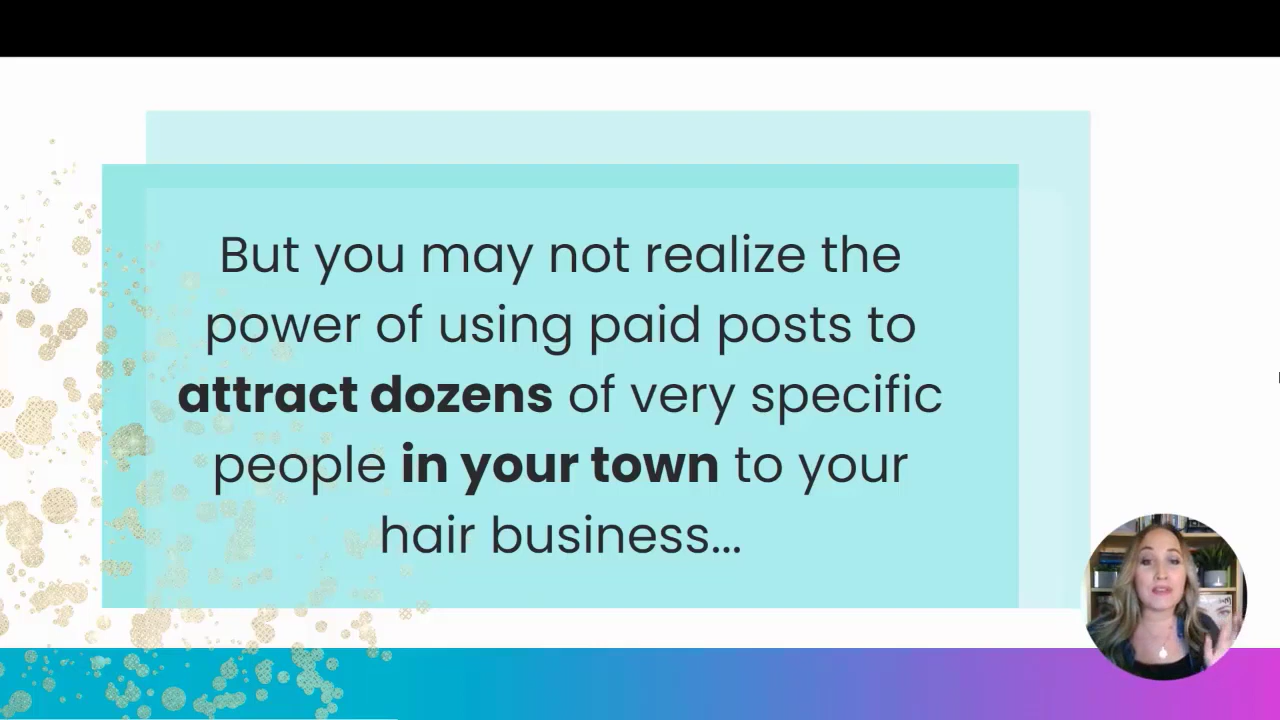 But you may not realize the
power of using paid posts to
attract dozens of very specific
people in your town to your
hair business...